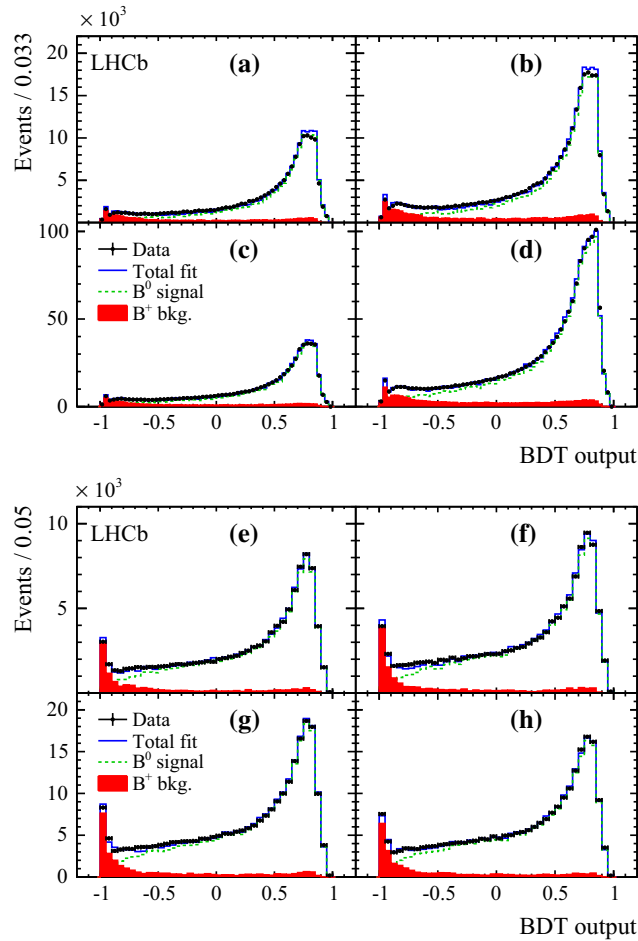 × 10³
Events / 0.033
LHCb
(a)
(b)
20
15
10
5
(c)
(d)
100
50
0
Data
Total fit
B⁰ signal
B⁺ bkg.
-1 -0.5 0 0.5 1
-1 -0.5 0 0.5 1
BDT output
× 10³
Events / 0.05
LHCb
(e)
(f)
10
5
(g)
(h)
20
15
10
5
0
Data
Total fit
B⁰ signal
B⁺ bkg.
-1 -0.5 0 0.5 1
-1 -0.5 0 0.5 1
BDT output